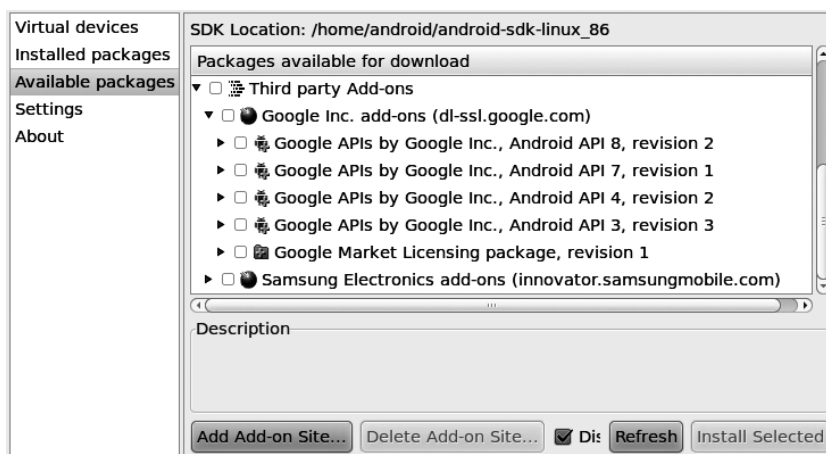 Virtual devices
Installed packages
Available packages
Settings
About
SDK Location: /home/android/android-sdk-linux_86
Packages available for download
Third party Add-ons
Google Inc. add-ons (dl-ssl.google.com)
Google APIs by Google Inc., Android API 8, revision 2
Google APIs by Google Inc., Android API 7, revision 1
Google APIs by Google Inc., Android API 4, revision 2
Google APIs by Google Inc., Android API 3, revision 3
Google Market Licensing package, revision 1
Samsung Electronics add-ons (innovator.samsungmobile.com)
Description
Add Add-on Site... Delete Add-on Site... Dis Refresh Install Selected